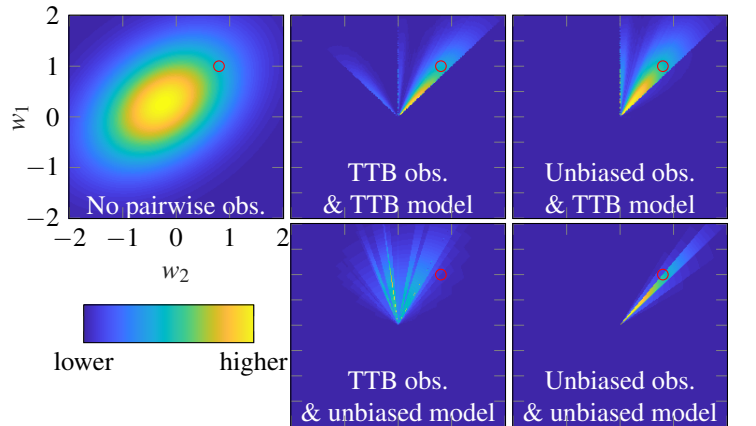 2
1
0
−1
−2
w1
No pairwise obs.
−2 −1 0 1 2
w2
TTB obs.
& TTB model
Unbiased obs.
& TTB model
lower higher
TTB obs.
& unbiased model
Unbiased obs.
& unbiased model